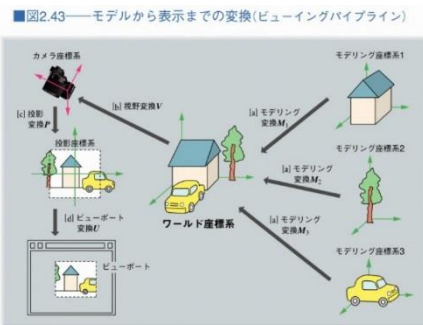 ■図2.43――モデルから表示までの変換(ビューイングパイプライン)
カメラ座標系
モデリング座標系1
[b] 視野変換V
[a] モデリング
変換M₁
[c] 投影
変換P
投影座標系
モデリング座標系2
[a] モデリング
変換M₂
[d] ビューポート
変換U
ワールド座標系
[a] モデリング
変換M₃
モデリング座標系3
ビューポート